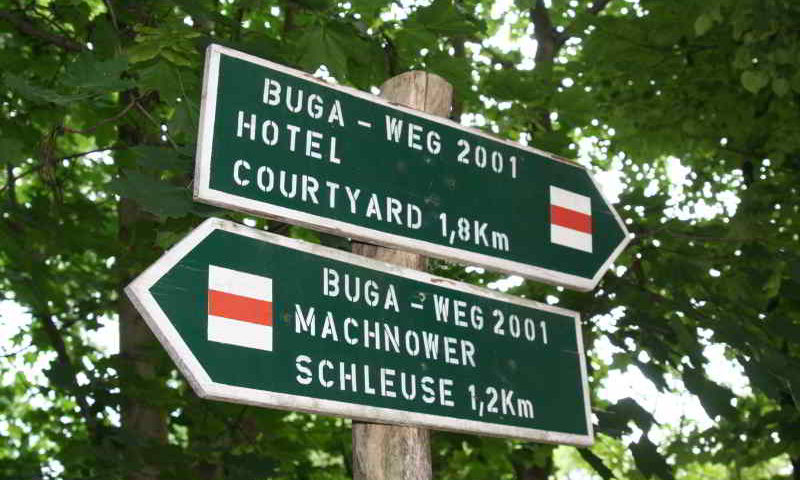 BUGA - WEG 2001
HOTEL
COURTYARD 1,8Km
BUGA - WEG 2001
MACHNOWER
SCHLEUSE 1,2Km